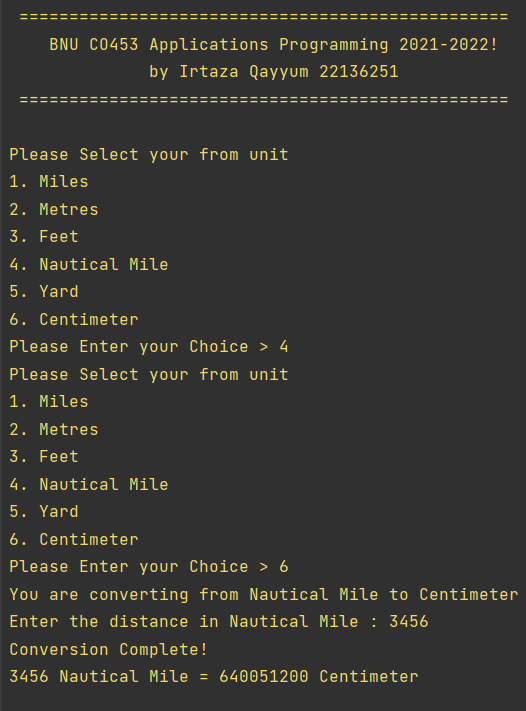 =================================================
BNU CO453 Applications Programming 2021-2022!
by Irtaza Qayyum 22136251
=================================================
Please Select your from unit
1. Miles
2. Metres
3. Feet
4. Nautical Mile
5. Yard
6. Centimeter
Please Enter your Choice > 4
Please Select your from unit
1. Miles
2. Metres
3. Feet
4. Nautical Mile
5. Yard
6. Centimeter
Please Enter your Choice > 6
You are converting from Nautical Mile to Centimeter
Enter the distance in Nautical Mile : 3456
Conversion Complete!
3456 Nautical Mile = 640051200 Centimeter